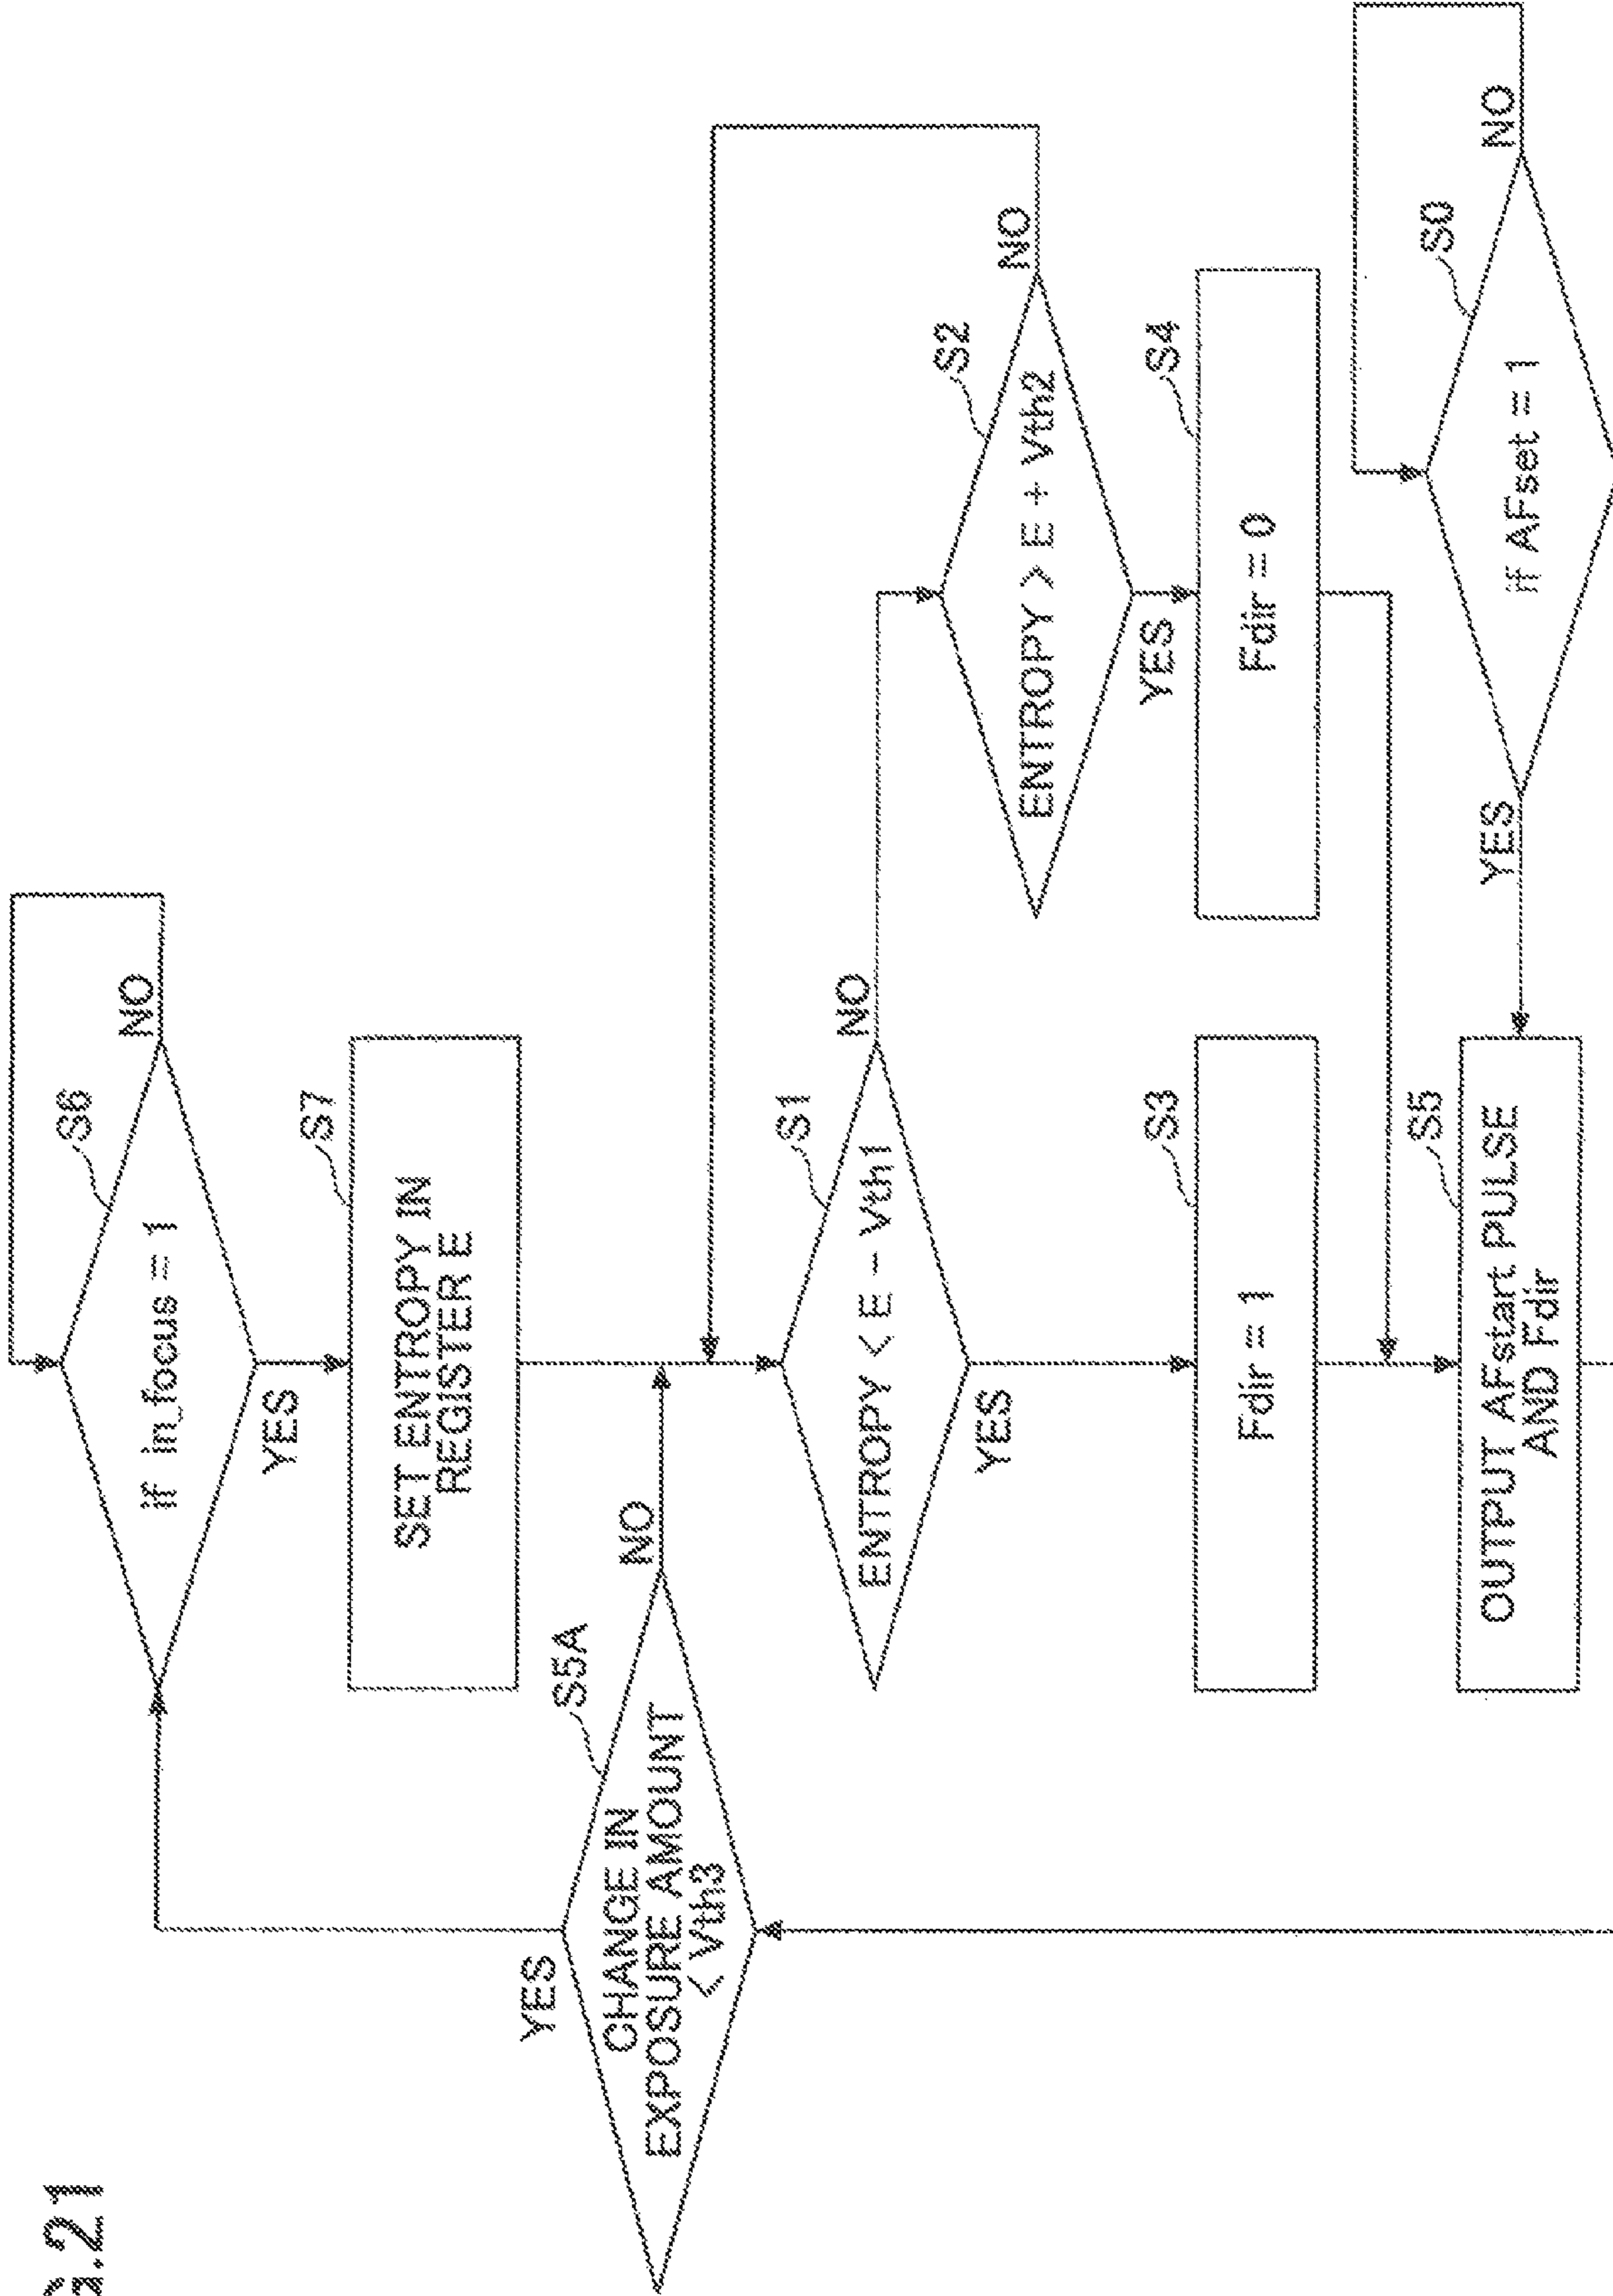 G.21
S6
if in_focus = 1
NO
YES
S7
SET ENTROPY IN
REGISTER E
S5A
CHANGE IN
EXPOSURE AMOUNT
< Vth3
YES
NO
S1
ENTROPY < E - Vth1
NO
YES
S2
ENTROPY > E + Vth2
NO
YES
S3
Fdir = 1
S4
Fdir = 0
S5
OUTPUT AFstart PULSE
AND Fdir
S0
if AFset = 1
NO
YES